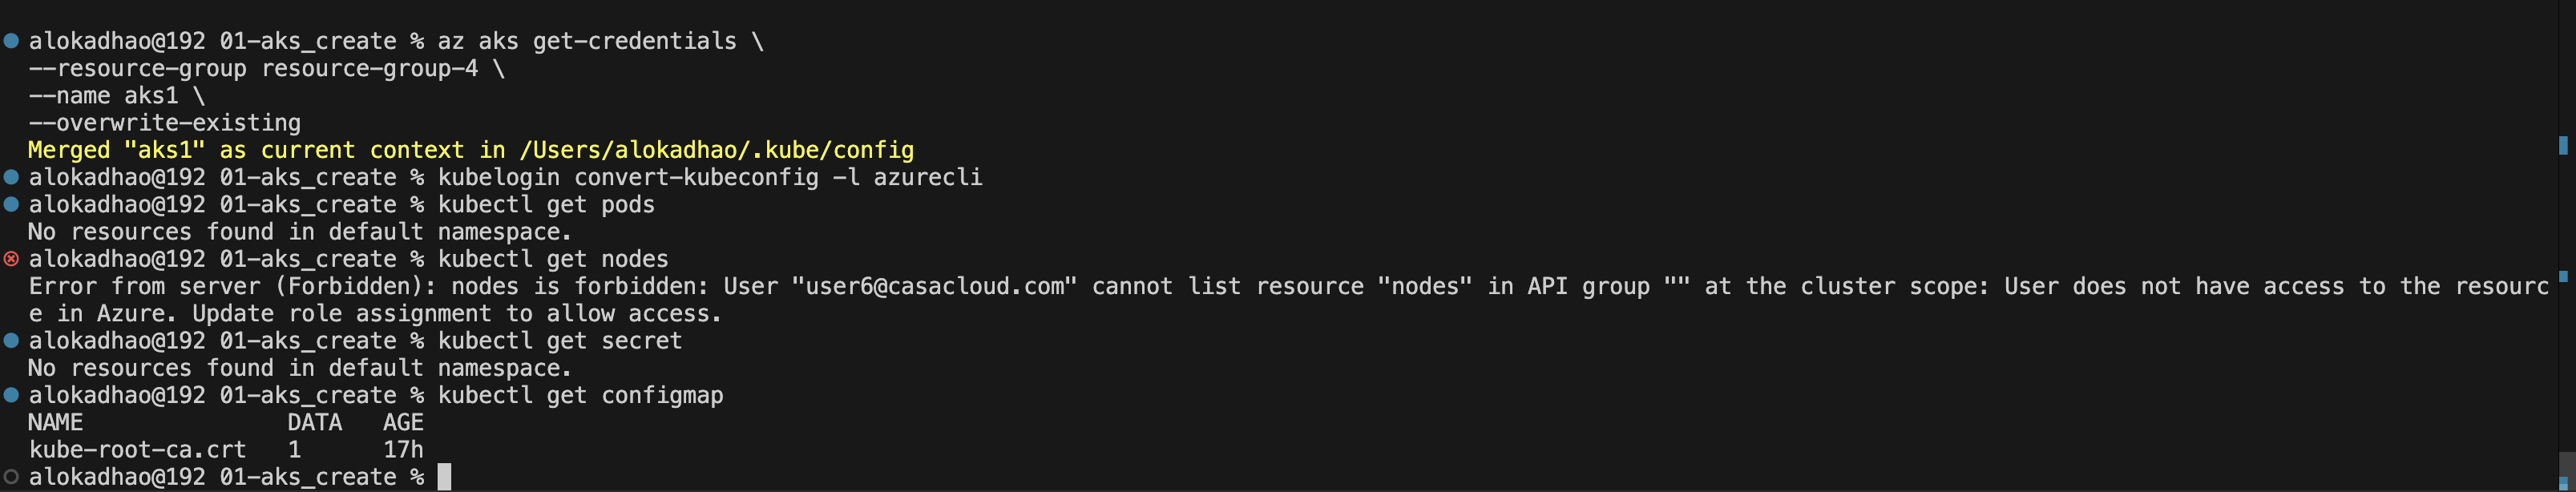 alokadhao@192 01-aks_create % az aks get-credentials \
--resource-group resource-group-4 \
--name aks1 \
--overwrite-existing
Merged "aks1" as current context in /Users/alokadhao/.kube/config
alokadhao@192 01-aks_create % kubelogin convert-kubeconfig -l azurecli
alokadhao@192 01-aks_create % kubectl get pods
No resources found in default namespace.
alokadhao@192 01-aks_create % kubectl get nodes
Error from server (Forbidden): nodes is forbidden: User "user6@casacloud.com" cannot list resource "nodes" in API group "" at the cluster scope: User does not have access to the resourc
e in Azure. Update role assignment to allow access.
alokadhao@192 01-aks_create % kubectl get secret
No resources found in default namespace.
alokadhao@192 01-aks_create % kubectl get configmap
NAME               DATA   AGE
kube-root-ca.crt   1      17h
alokadhao@192 01-aks_create %